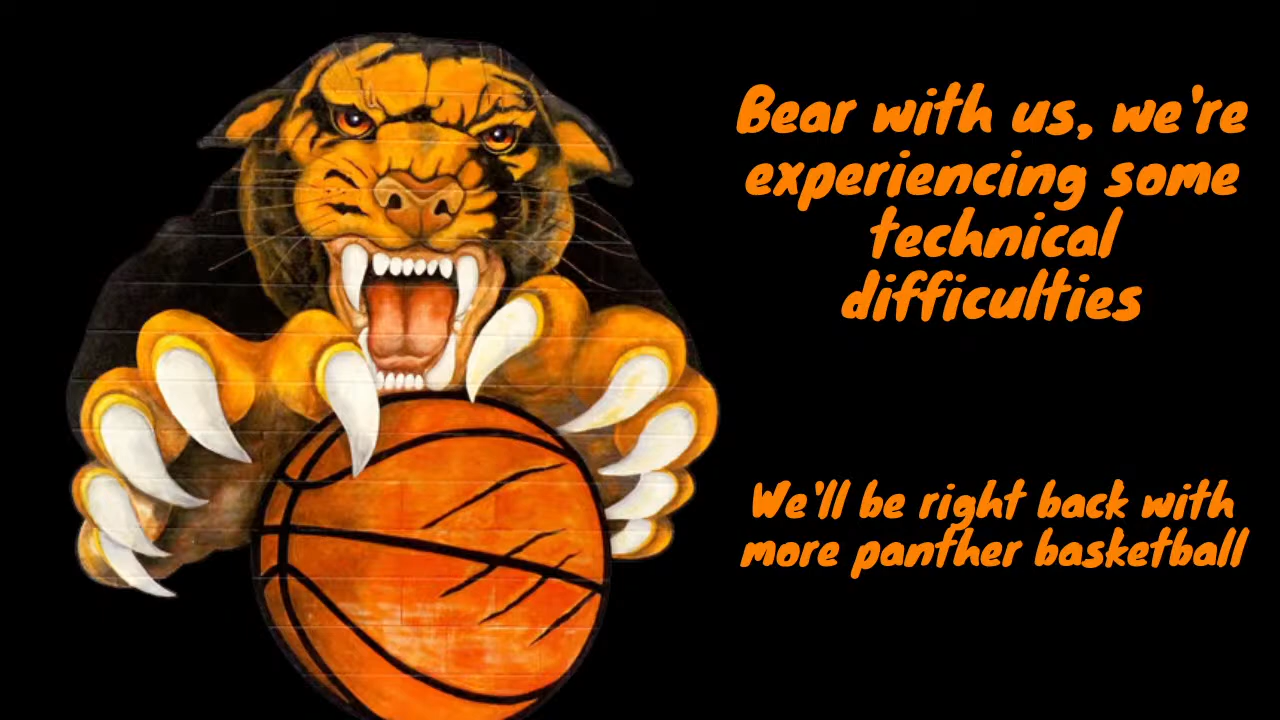 Bear with us, we're
experiencing some
technical
difficulties
We'll be right back with
more panther basketball